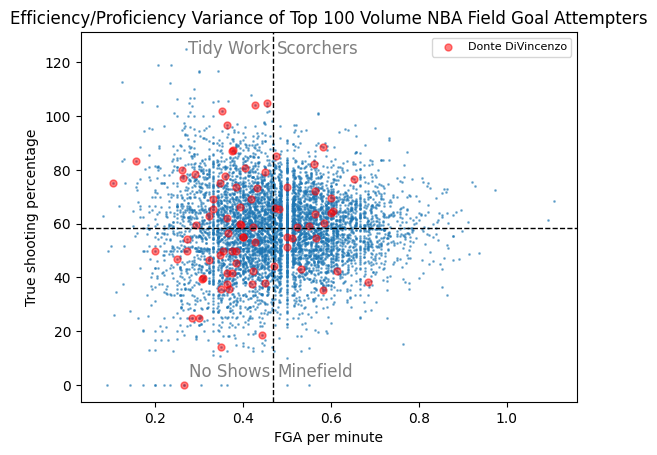 Efficiency/Proficiency Variance of Top 100 Volume NBA Field Goal Attempters
Tidy Work Scorchers
Donte DiVincenzo
120
100
80
60
40
20
0
True shooting percentage
No Shows Minefield
0.2 0.4 0.6 0.8 1.0
FGA per minute